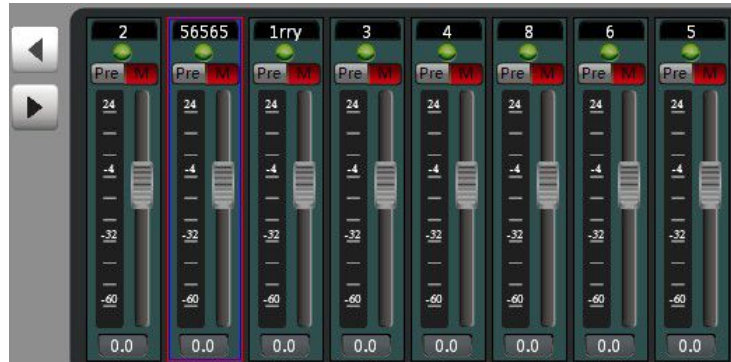 2 56565 1rry 3 4 8 6 5
Pre M Pre M Pre M Pre M Pre M Pre M Pre M Pre M
24 24 24 24 24 24 24 24
-4 -4 -4 -4 -4 -4 -4 -4
-32 -32 -32 -32 -32 -32 -32 -32
-60 -60 -60 -60 -60 -60 -60 -60
0.0 0.0 0.0 0.0 0.0 0.0 0.0 0.0